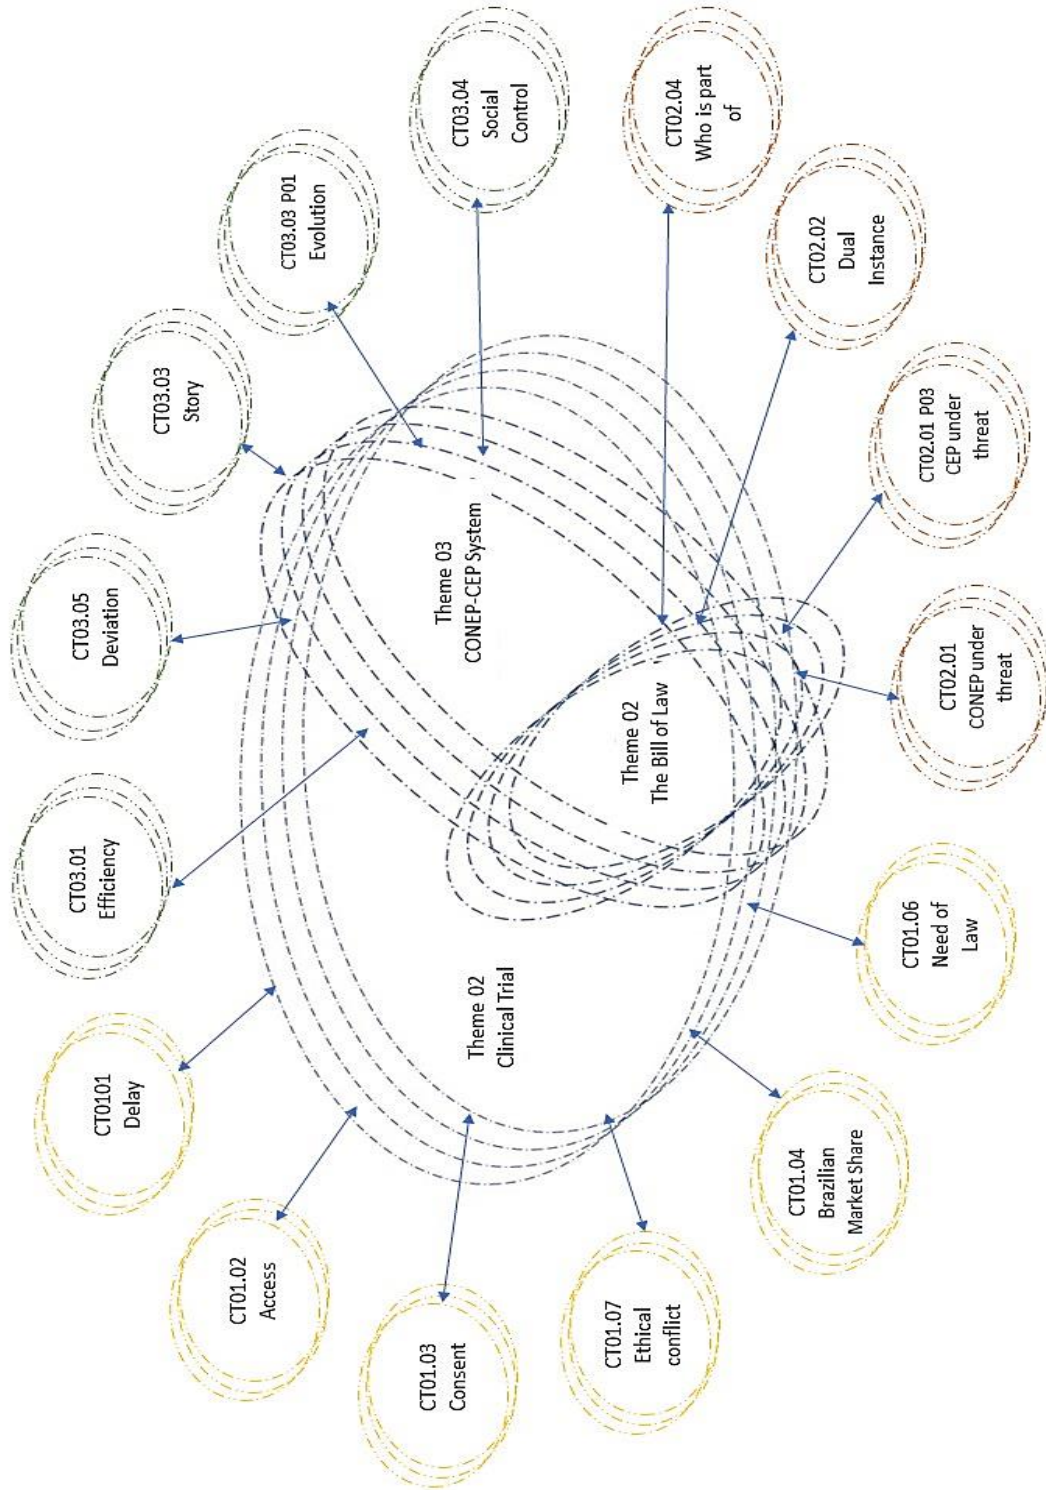 CT03.05
Deviation
CT03.03
Story
CT03.03 P01
Evolution
CT03.04
Social
Control
CT03.01
Efficiency
CT0101
Delay
CT01.02
Access
CT01.03
Consent
Theme 02
Clinical Trial
Theme 03
CONEP-CEP System
Theme 02
The Bill of Law
CT02.04
Who is part
of
CT02.02
Dual
Instance
CT02.01 P03
CEP under
threat
CT02.01
CONEP under
threat
CT01.06
Need of
Law
CT01.04
Brazilian
Market Share
CT01.07
Ethical
conflict